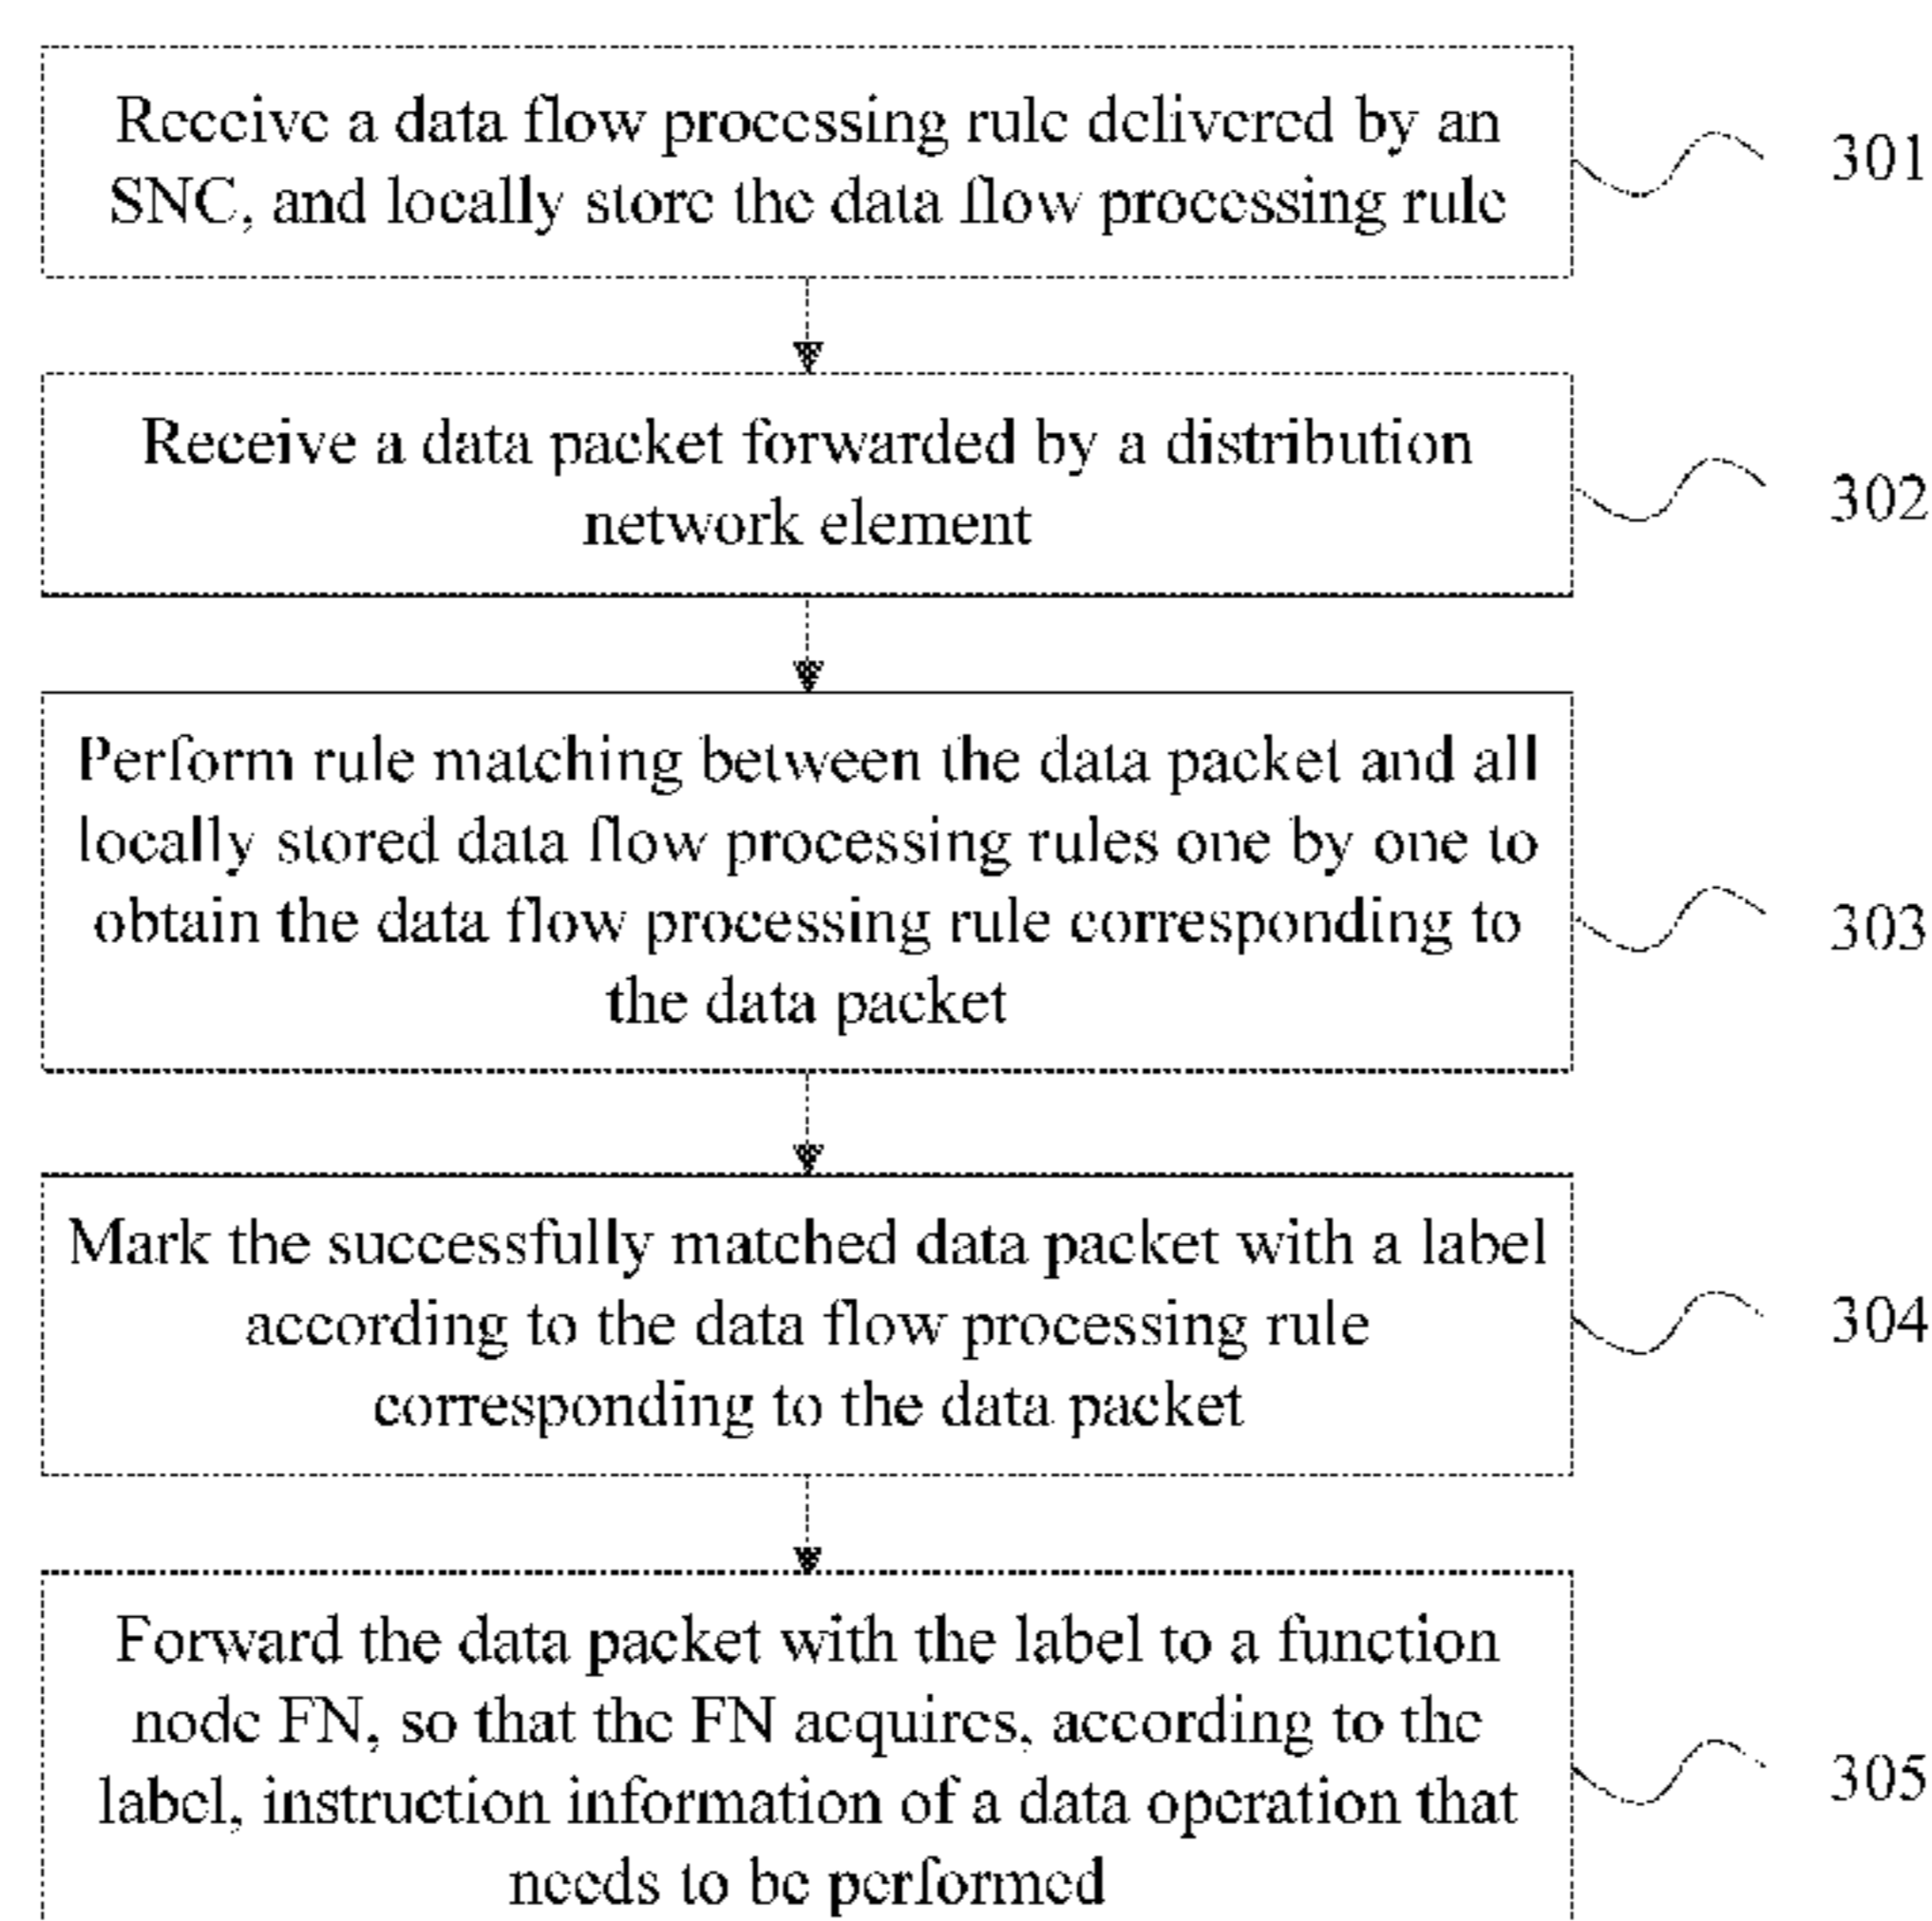 Receive a data flow processing rule delivered by an
SNC, and locally store the data flow processing rule
301
Receive a data packet forwarded by a distribution
network element
302
Perform rule matching between the data packet and all
locally stored data flow processing rules one by one to
obtain the data flow processing rule corresponding to
the data packet
303
Mark the successfully matched data packet with a label
according to the data flow processing rule
corresponding to the data packet
304
Forward the data packet with the label to a function
node FN, so that the FN acquires, according to the
label, instruction information of a data operation that
needs to be performed
305